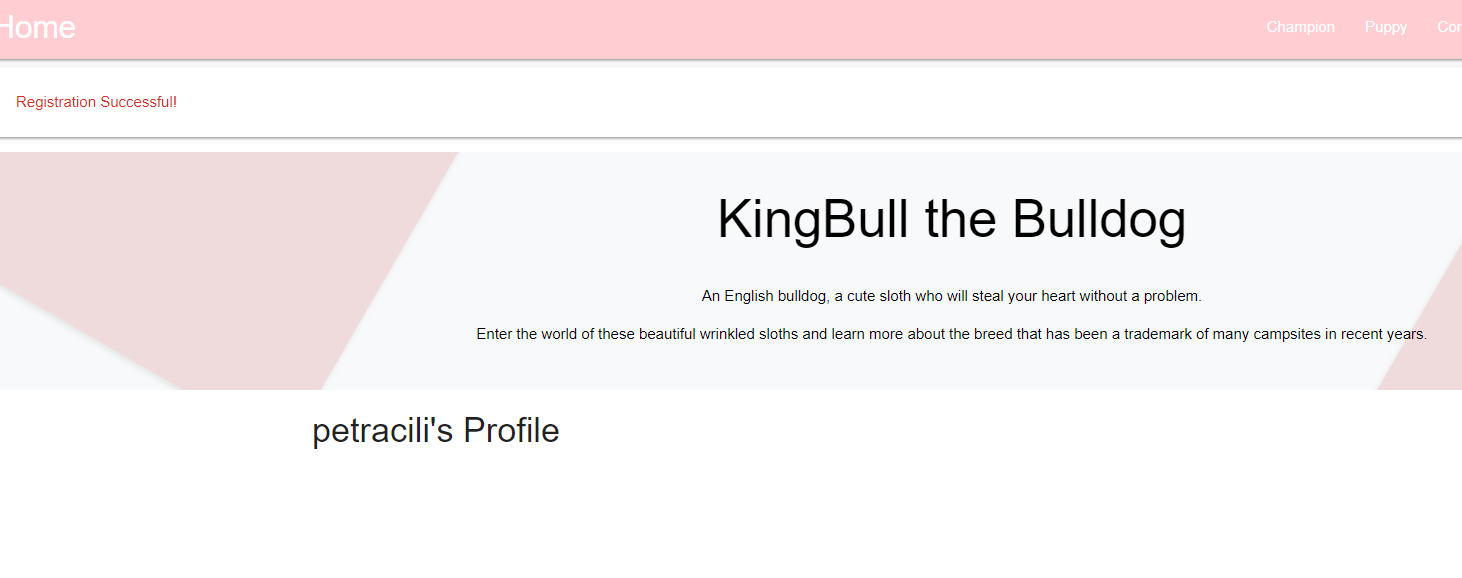 Home
Champion Puppy
Registration Successful!
KingBull the Bulldog
An English bulldog, a cute sloth who will steal your heart without a problem.
Enter the world of these beautiful wrinkled sloths and learn more about the breed that has been a trademark of many campsites in recent years.
petracili's Profile